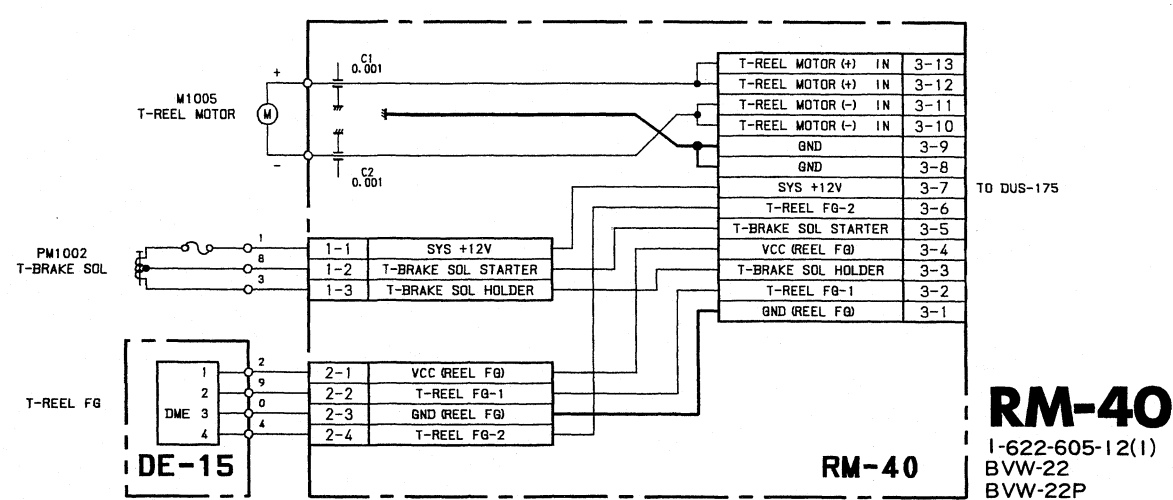 C1
0.001
+
M1005
T-REEL MOTOR
M
−
C2
0.001
T-REEL MOTOR (+) IN 3-13
T-REEL MOTOR (+) IN 3-12
T-REEL MOTOR (-) IN 3-11
T-REEL MOTOR (-) IN 3-10
GND 3-9
GND 3-8
SYS +12V 3-7
T-REEL FG-2 3-6
T-BRAKE SOL STARTER 3-5
VCC (REEL FG) 3-4
T-BRAKE SOL HOLDER 3-3
T-REEL FG-1 3-2
GND (REEL FG) 3-1
TO DUS-175
PM1002
T-BRAKE SOL
1
8
3
1-1 SYS +12V
1-2 T-BRAKE SOL STARTER
1-3 T-BRAKE SOL HOLDER
T-REEL FG
DME
1
2
3
4
2
9
0
4
2-1 VCC (REEL FG)
2-2 T-REEL FG-1
2-3 GND (REEL FG)
2-4 T-REEL FG-2
DE-15
RM-40
RM-40
1-622-605-12(1)
BVW-22
BVW-22P